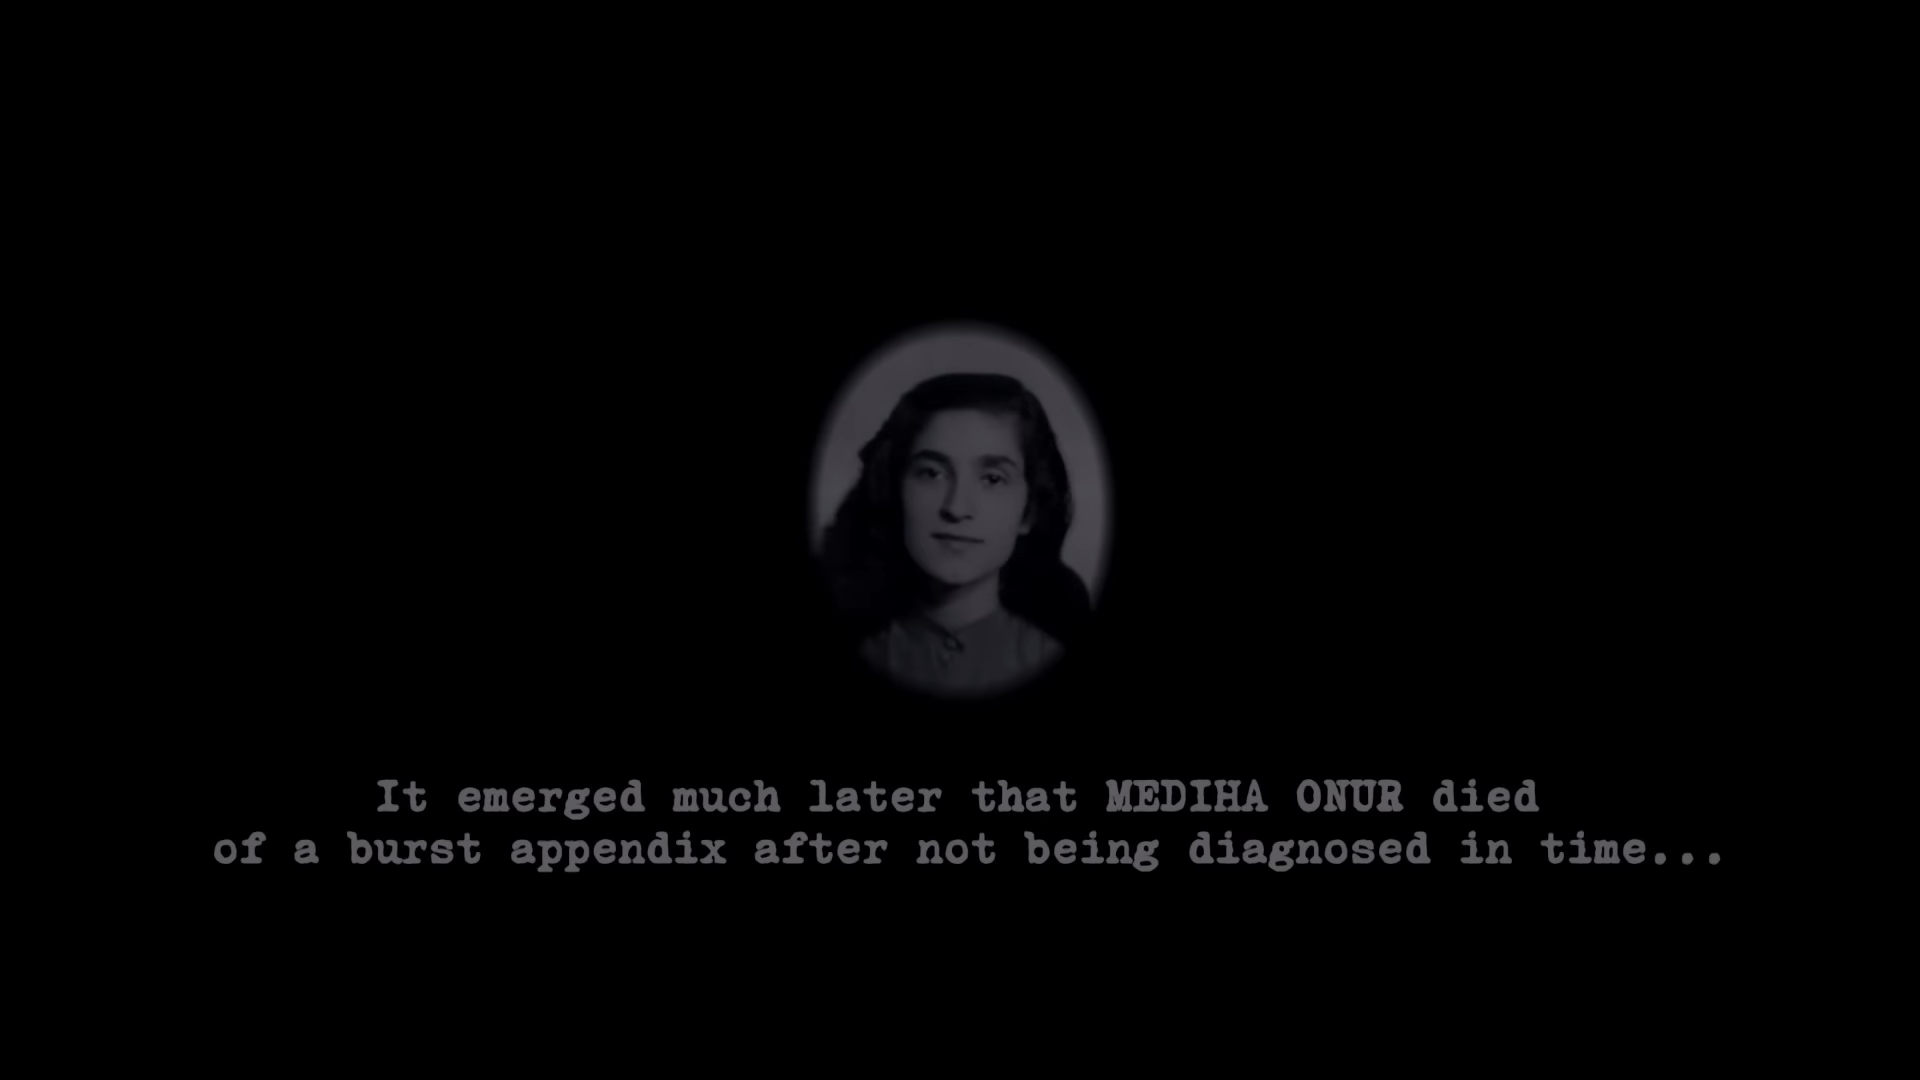 It emerged much later that MEDIHA ONUR died
of a burst appendix after not being diagnosed in time...